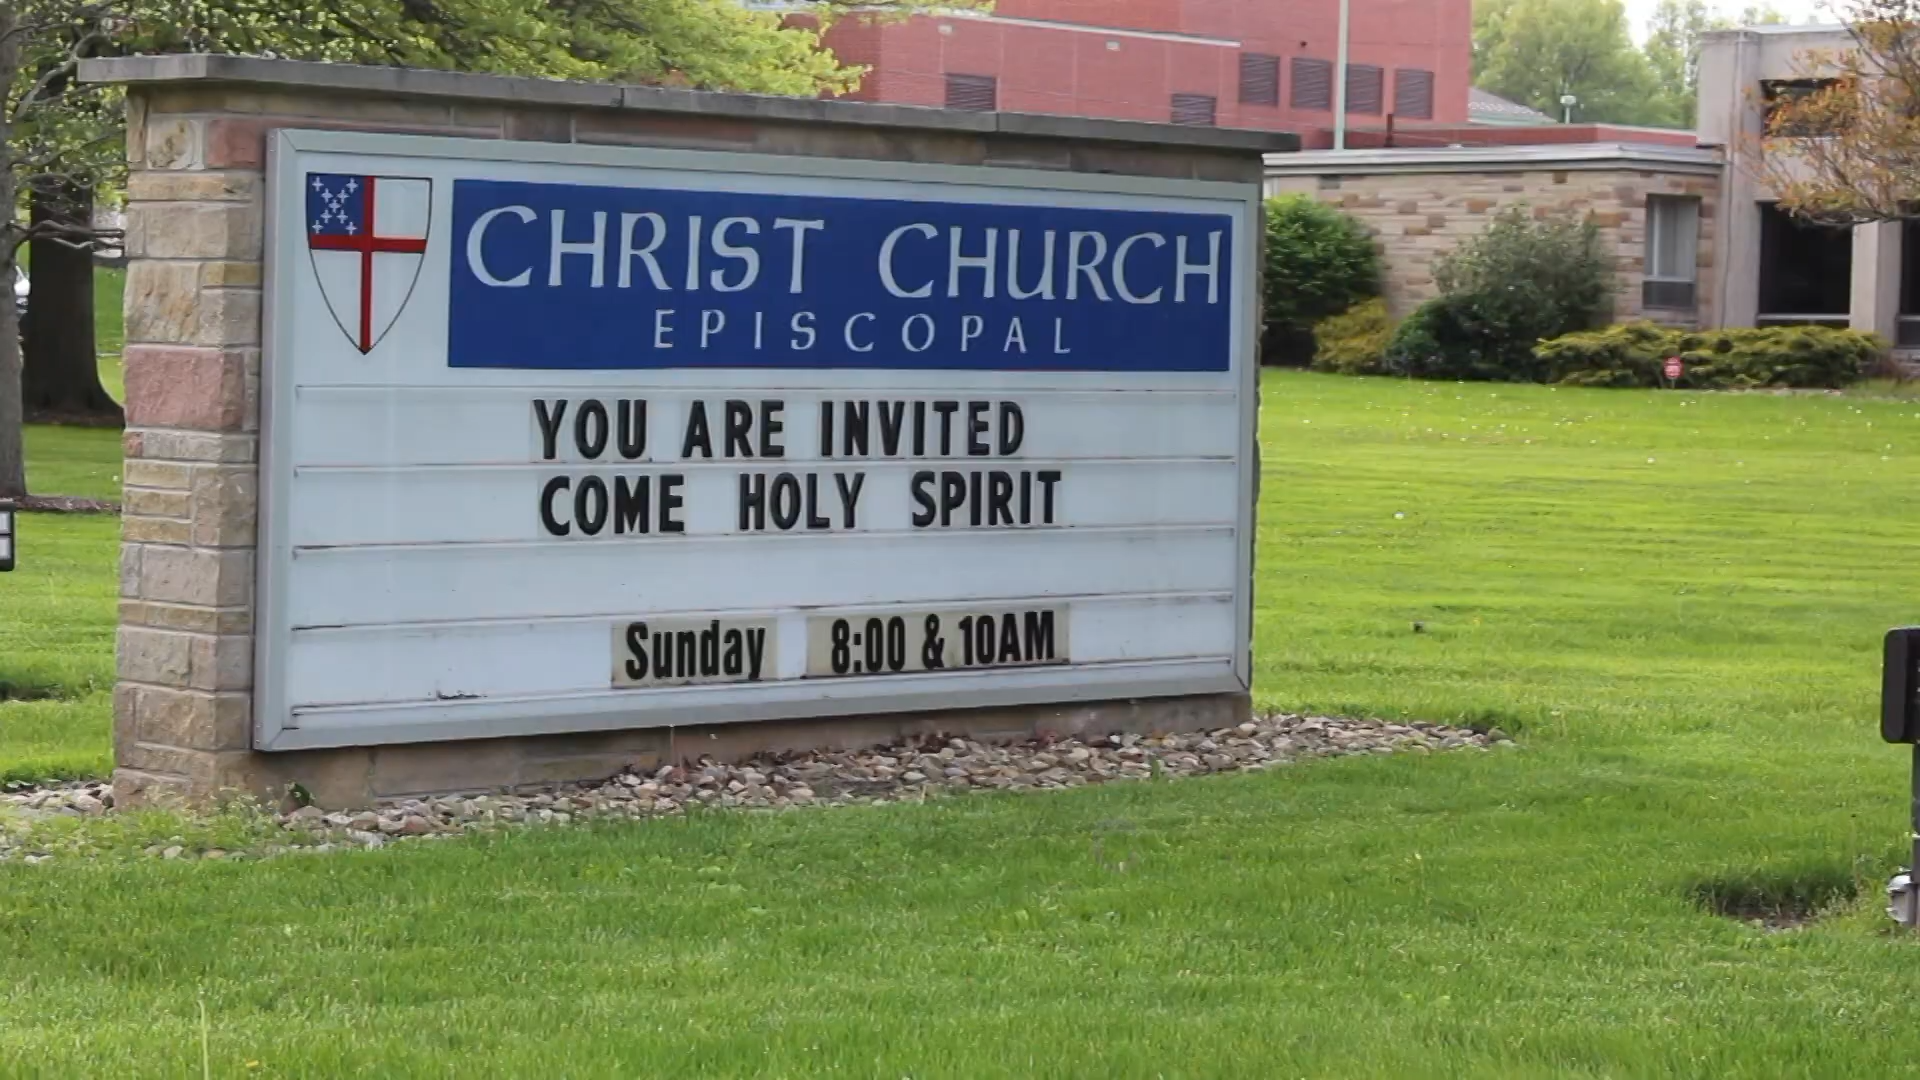 CHRIST CHURCH
EPISCOPAL
YOU ARE INVITED
COME HOLY SPIRIT
Sunday 8:00 & 10AM